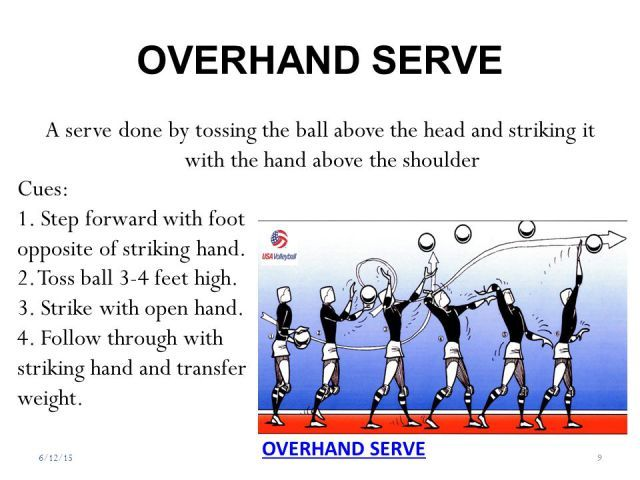 OVERHAND SERVE
A serve done by tossing the ball above the head and striking it
with the hand above the shoulder
Cues:
1. Step forward with foot
opposite of striking hand.
2. Toss ball 3-4 feet high.
3. Strike with open hand.
4. Follow through with
striking hand and transfer
weight.
USA Volleyball
OVERHAND SERVE
6/12/15
9